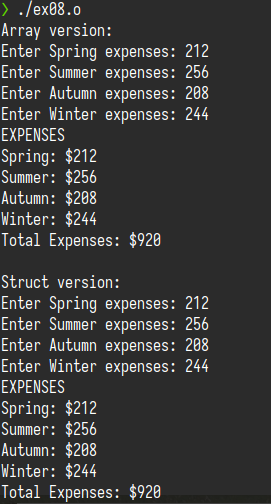 ❯ ./ex08.o
Array version:
Enter Spring expenses: 212
Enter Summer expenses: 256
Enter Autumn expenses: 208
Enter Winter expenses: 244
EXPENSES
Spring: $212
Summer: $256
Autumn: $208
Winter: $244
Total Expenses: $920

Struct version:
Enter Spring expenses: 212
Enter Summer expenses: 256
Enter Autumn expenses: 208
Enter Winter expenses: 244
EXPENSES
Spring: $212
Summer: $256
Autumn: $208
Winter: $244
Total Expenses: $920